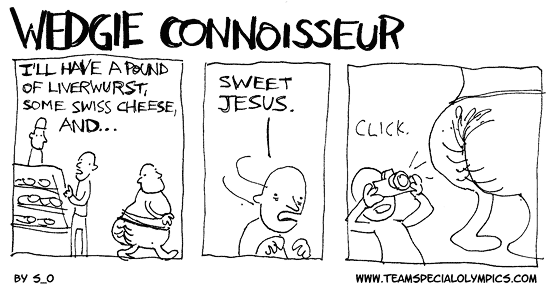 WEDGIE CONNOISSEUR
I'LL HAVE A POUND
OF LIVERWURST,
SOME SWISS CHEESE,
AND...
SWEET
JESUS.
CLICK.
BY S_O
WWW.TEAMSPECIALOLYMPICS.COM